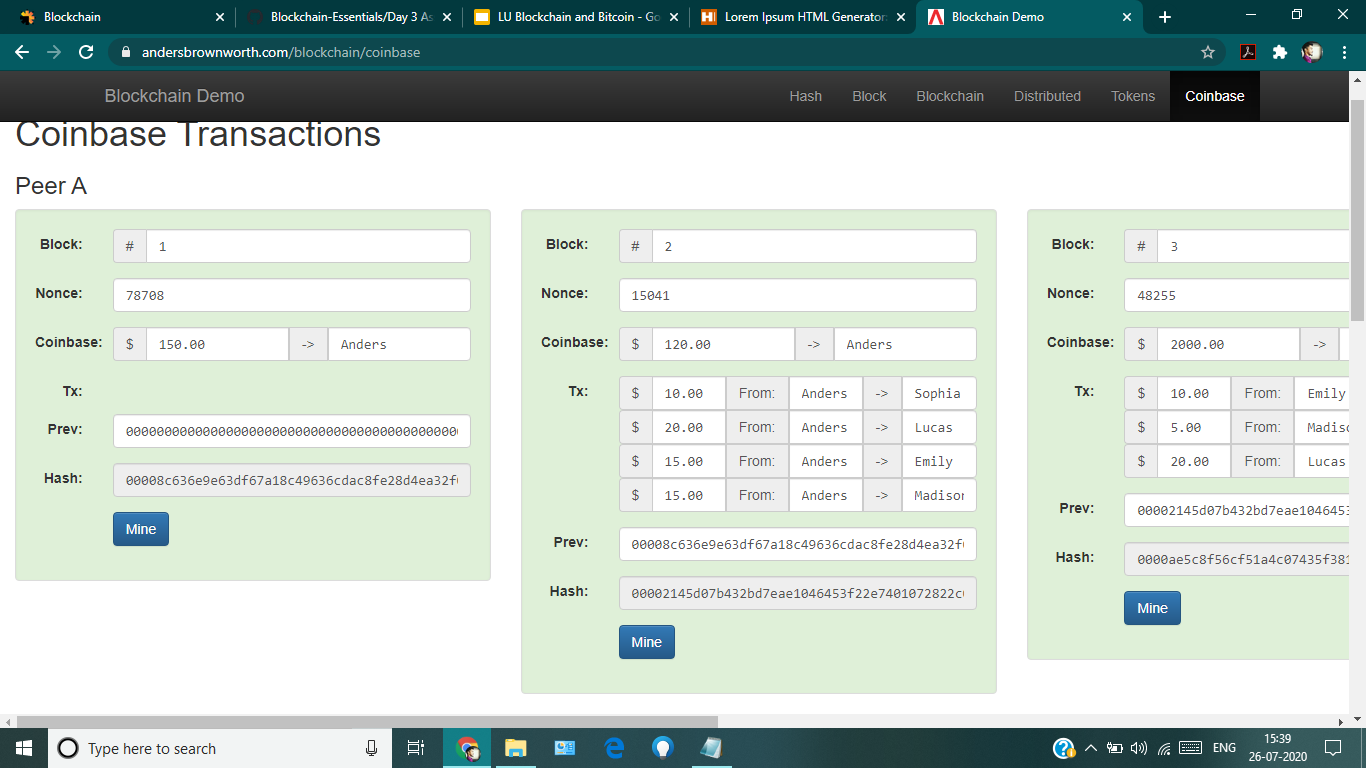 Blockchain
Blockchain-Essentials/Day 3 As
LU Blockchain and Bitcoin - Go
Lorem Ipsum HTML Generator:
Blockchain Demo
andersbrownworth.com/blockchain/coinbase
Blockchain Demo Hash Block Blockchain Distributed Tokens Coinbase
Coinbase Transactions
Peer A
Block: # 1
Nonce: 78708
Coinbase: $ 150.00 -> Anders
Tx:
Prev:
Hash: 00008c636e9e63df67a18c49636cdac8fe28d4ea32f
Mine
Block: # 2
Nonce: 15041
Coinbase: $ 120.00 -> Anders
Tx: $ 10.00 From: Anders -> Sophia
$ 20.00 From: Anders -> Lucas
$ 15.00 From: Anders -> Emily
$ 15.00 From: Anders -> Madison
Prev: 00008c636e9e63df67a18c49636cdac8fe28d4ea32f
Hash: 00002145d07b432bd7eae1046453f22e7401072822c
Mine
Block: # 3
Nonce: 48255
Coinbase: $ 2000.00 ->
Tx: $ 10.00 From: Emily
$ 5.00 From: Madiso
$ 20.00 From: Lucas
Prev: 00002145d07b432bd7eae1046453
Hash: 0000ae5c8f56cf51a4c07435f381
Mine
Type here to search
ENG
15:39
26-07-2020